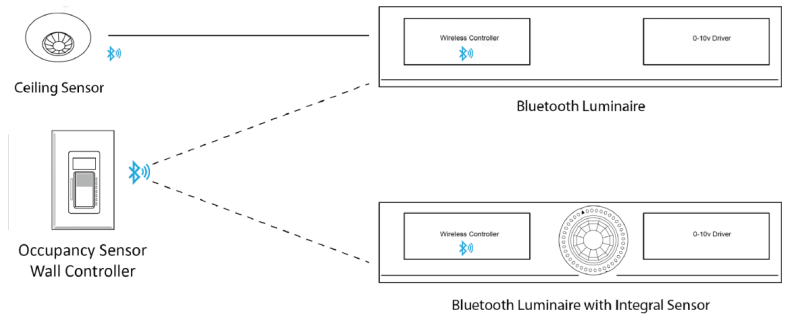 Wireless Controller
0-10v Driver
Ceiling Sensor
Bluetooth Luminaire
Wireless Controller
0-10v Driver
Occupancy Sensor
Wall Controller
Bluetooth Luminaire with Integral Sensor